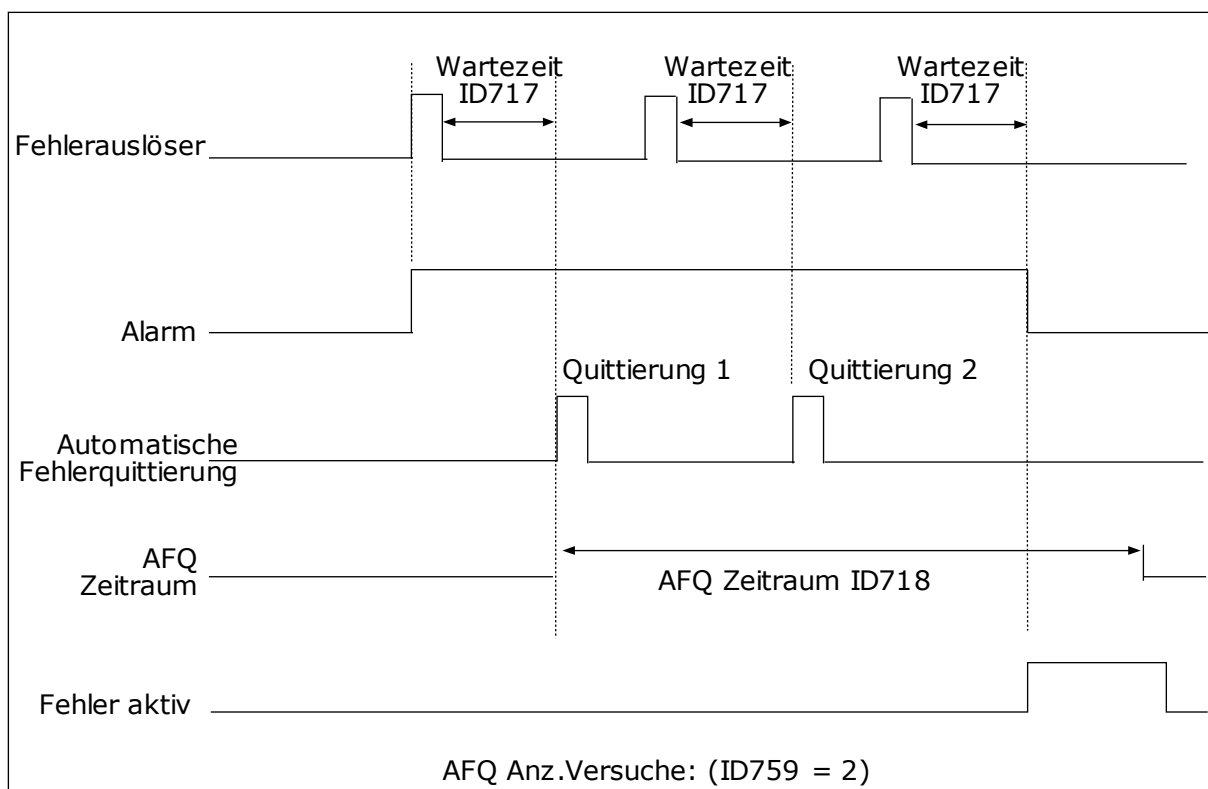 Wartezeit
ID717
Wartezeit
ID717
Wartezeit
ID717
Fehlerauslöser
Alarm
Quittierung 1
Quittierung 2
Automatische
Fehlerquittierung
AFQ
Zeitraum
AFQ Zeitraum ID718
Fehler aktiv
AFQ Anz.Versuche: (ID759 = 2)